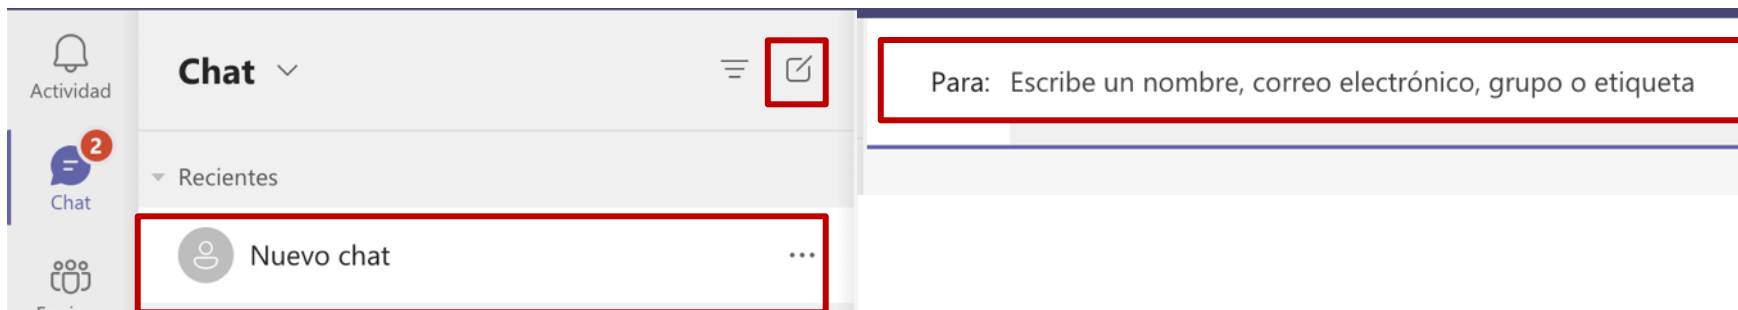 Actividad
Chat
Para: Escribe un nombre, correo electrónico, grupo o etiqueta
2
Chat
Recientes
Nuevo chat